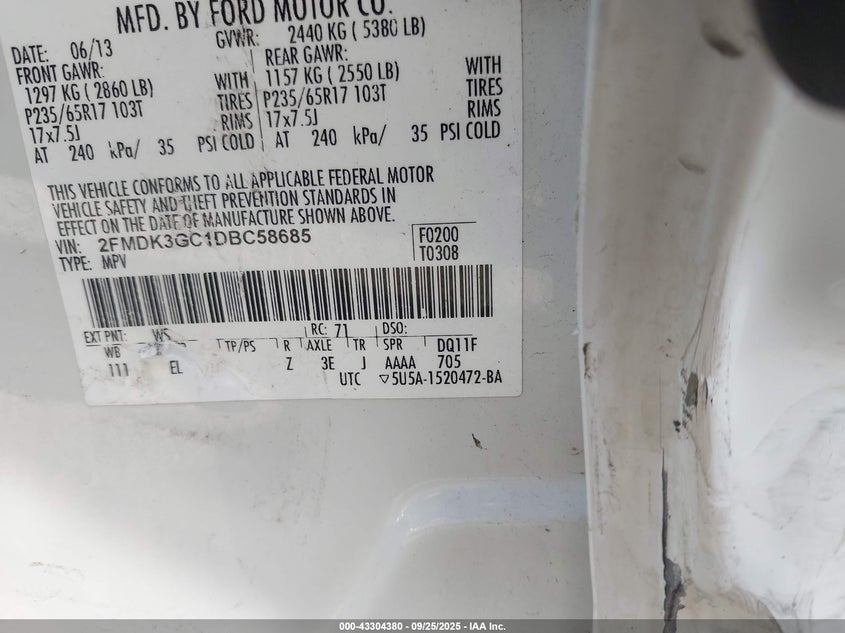 MFD. BY FORD MOTOR CO.
DATE: 06/13 GVWR: 2440 KG ( 5380 LB)
FRONT GAWR: REAR GAWR:
1297 KG ( 2860 LB) WITH 1157 KG ( 2550 LB) WITH
P235/65R17 103T TIRES P235/65R17 103T TIRES
17x7.5J RIMS 17x7.5J RIMS
AT 240 kPa/ 35 PSI COLD AT 240 kPa/ 35 PSI COLD
THIS VEHICLE CONFORMS TO ALL APPLICABLE FEDERAL MOTOR
VEHICLE SAFETY AND THEFT PREVENTION STANDARDS IN
EFFECT ON THE DATE OF MANUFACTURE SHOWN ABOVE.
VIN: 2FMDK3GC1DBC58685 F0200
TYPE: MPV T0308
EXT PNT: WS RC: 71 DSO:
WB TP/PS R AXLE TR SPR DQ11F
111 EL Z 3E J AAAA 705
UTC ▽5U5A-1520472-BA
000-43304380 - 09/25/2025 - IAA Inc.